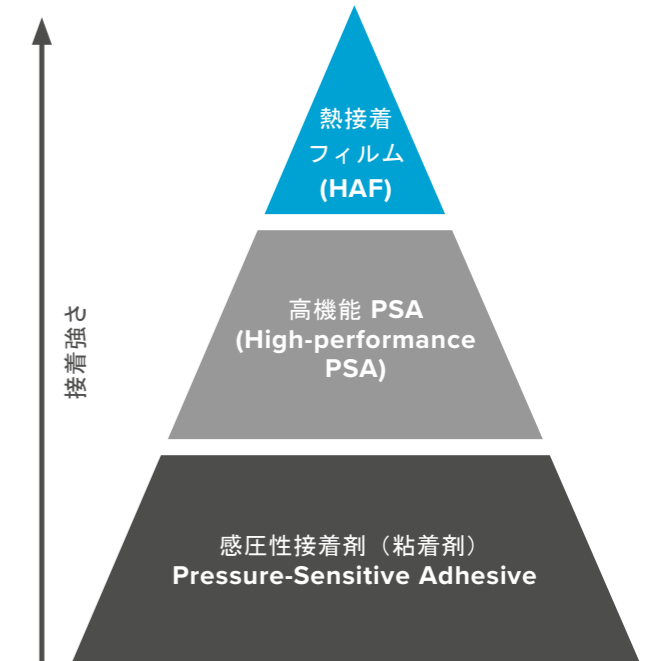 熱接着
フィルム
(HAF)
高機能 PSA
(High-performance
PSA)
接着強さ
感圧性接着剤（粘着剤）
Pressure-Sensitive Adhesive